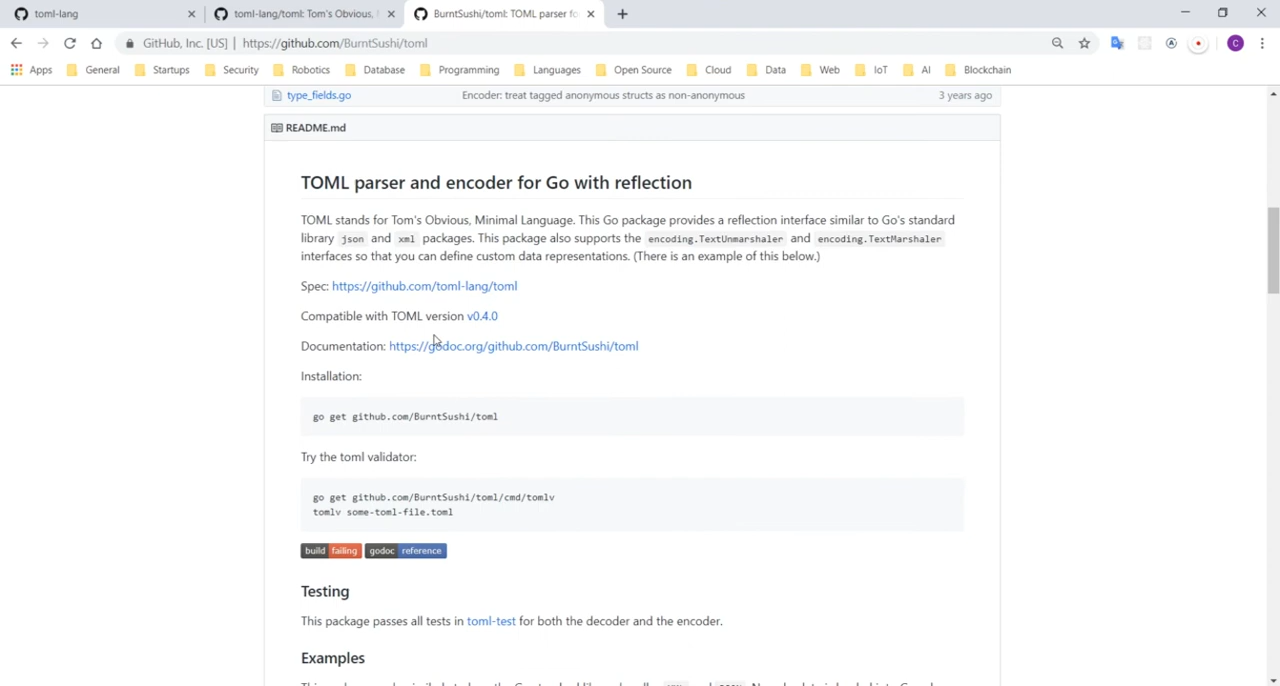 toml-lang
toml-lang/toml: Tom's Obvious,
BurntSushi/toml: TOML parser fo
GitHub, Inc. [US] | https://github.com/BurntSushi/toml
Apps General Startups Security Robotics Database Programming Languages Open Source Cloud Data Web IoT AI Blockchain
type_fields.go Encoder: treat tagged anonymous structs as non-anonymous 3 years ago
README.md
TOML parser and encoder for Go with reflection
TOML stands for Tom's Obvious, Minimal Language. This Go package provides a reflection interface similar to Go's standard
library json and xml packages. This package also supports the encoding.TextUnmarshaler and encoding.TextMarshaler
interfaces so that you can define custom data representations. (There is an example of this below.)
Spec: https://github.com/toml-lang/toml
Compatible with TOML version v0.4.0
Documentation: https://godoc.org/github.com/BurntSushi/toml
Installation:
go get github.com/BurntSushi/toml
Try the toml validator:
go get github.com/BurntSushi/toml/cmd/tomlv
tomlv some-toml-file.toml
build failing godoc reference
Testing
This package passes all tests in toml-test for both the decoder and the encoder.
Examples